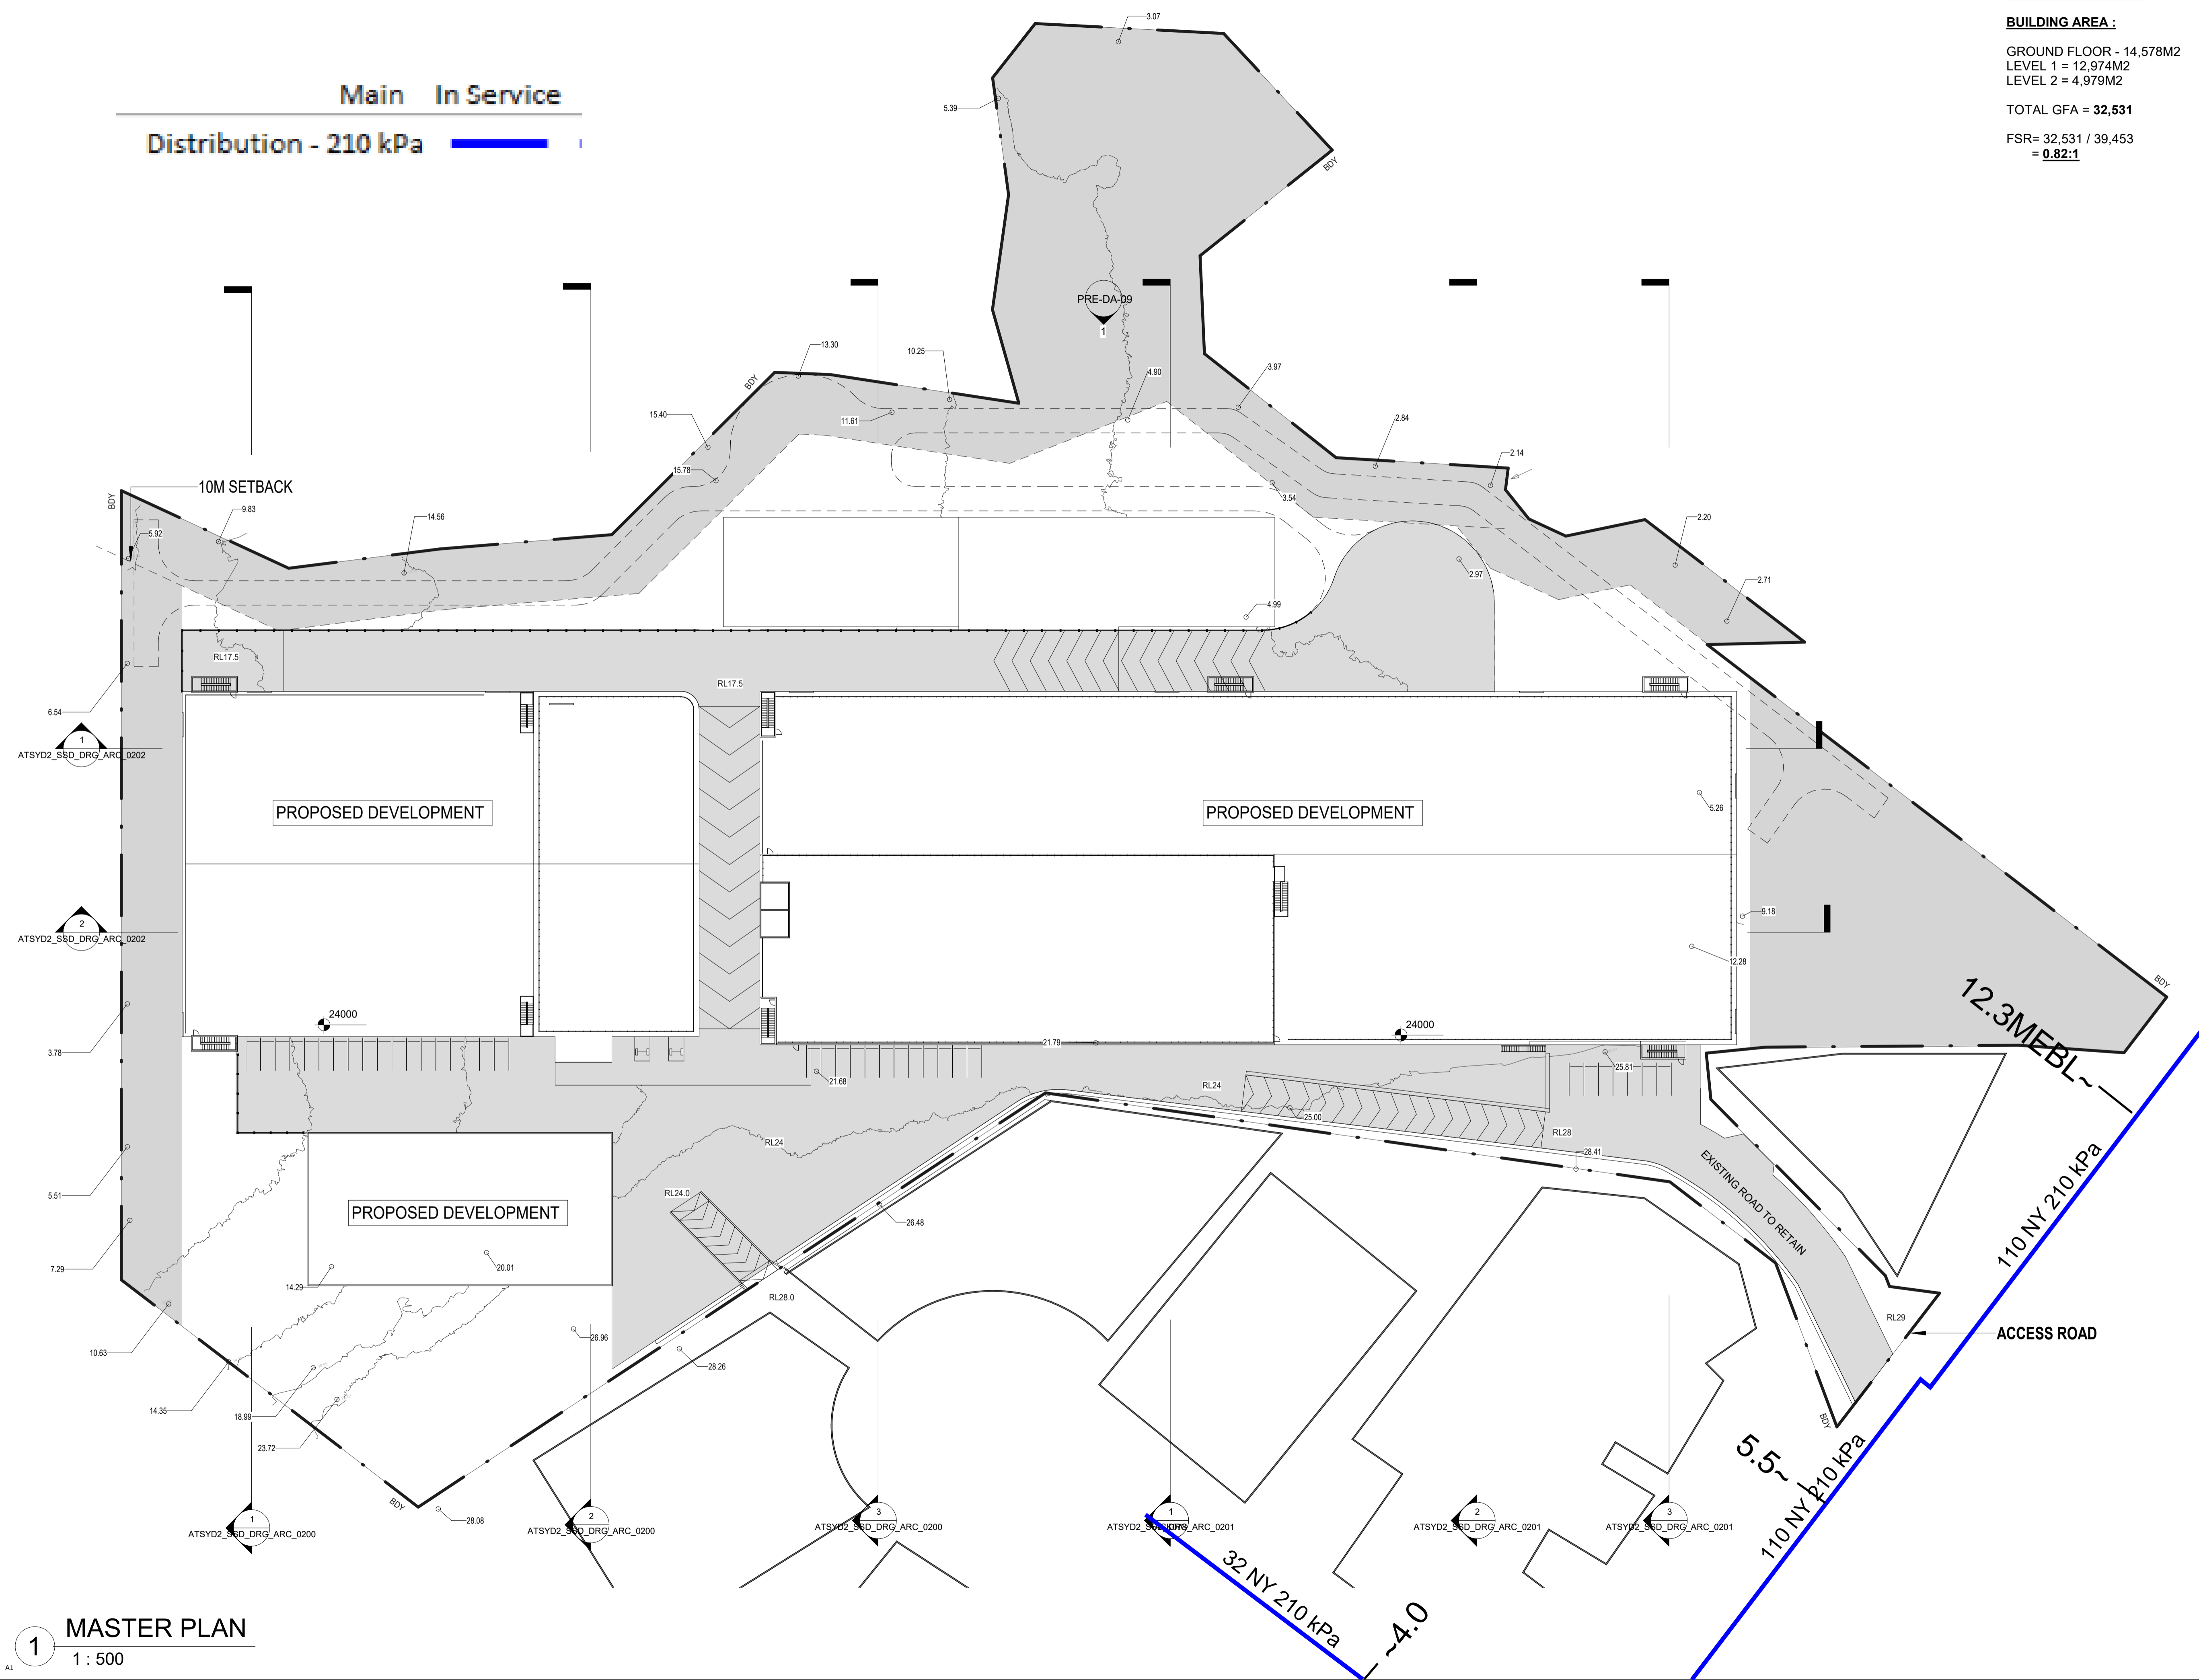 BUILDING AREA :
GROUND FLOOR - 14,578M2
LEVEL 1 = 12,974M2
LEVEL 2 = 4,979M2
TOTAL GFA = 32,531
FSR= 32,531 / 39,453
= 0.82:1
Main In Service
Distribution - 210 kPa
3.07
5.39
BDY
PRE-DA-09
1
13.30
10.25
4.90
3.97
BDY
15.40
11.61
2.84
15.78
2.14
10M SETBACK
BDY
9.83
14.56
3.54
2.20
5.92
2.97
2.71
4.99
RL17.5
RL17.5
6.54
1
ATSYD2_SSD_DRG_ARC_0202
PROPOSED DEVELOPMENT
PROPOSED DEVELOPMENT
5.26
2
ATSYD2_SSD_DRG_ARC_0202
9.18
12.28
BDY
12.3MEBL~
24000
24000
3.78
21.79
25.81
21.68
RL24
25.00
RL28
RL24
28.41
EXISTING ROAD TO RETAIN
110 NY 210 kPa
5.51
RL24.0
PROPOSED DEVELOPMENT
26.48
7.29
20.01
14.29
RL28.0
RL29
ACCESS ROAD
10.63
26.96
28.26
14.35
18.99
23.72
BDY
BDY
5.5~
110 NY 210 kPa
28.08
1
ATSYD2_SSD_DRG_ARC_0200
2
ATSYD2_SSD_DRG_ARC_0200
3
ATSYD2_SSD_DRG_ARC_0200
1
2
ATSYD2_SSD_DRG_ARC_0201
3
ATSYD2_SSD_DRG_ARC_0201
32 NY 210 kPa
~4.0
1
MASTER PLAN
1 : 500
A1